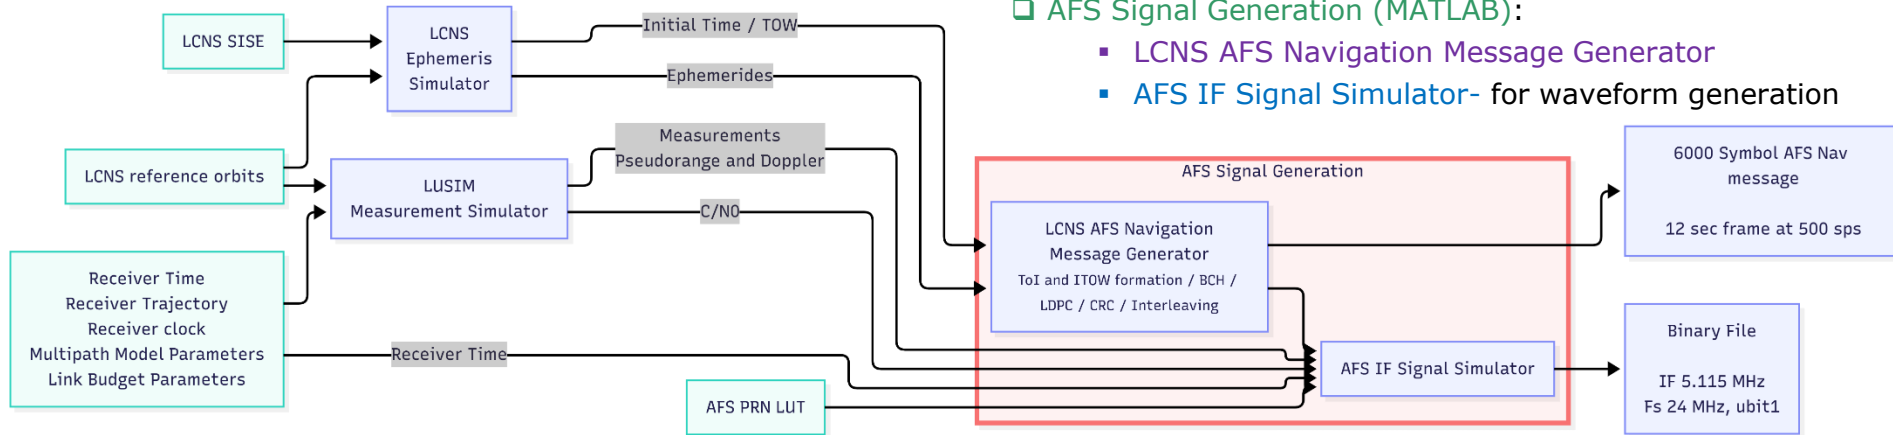 ❑ AFS Signal Generation (MATLAB):
▪ LCNS AFS Navigation Message Generator
▪ AFS IF Signal Simulator- for waveform generation
LCNS SISE
LCNS
Ephemeris
Simulator
Initial Time / TOW
Ephemerides
LCNS reference orbits
LUSIM
Measurement Simulator
Measurements
Pseudorange and Doppler
C/N0
Receiver Time
Receiver Trajectory
Receiver clock
Multipath Model Parameters
Link Budget Parameters
Receiver Time
AFS PRN LUT
AFS Signal Generation
LCNS AFS Navigation
Message Generator
ToI and ITOW formation / BCH /
LDPC / CRC / Interleaving
AFS IF Signal Simulator
6000 Symbol AFS Nav
message
12 sec frame at 500 sps
Binary File
IF 5.115 MHz
Fs 24 MHz, ubit1